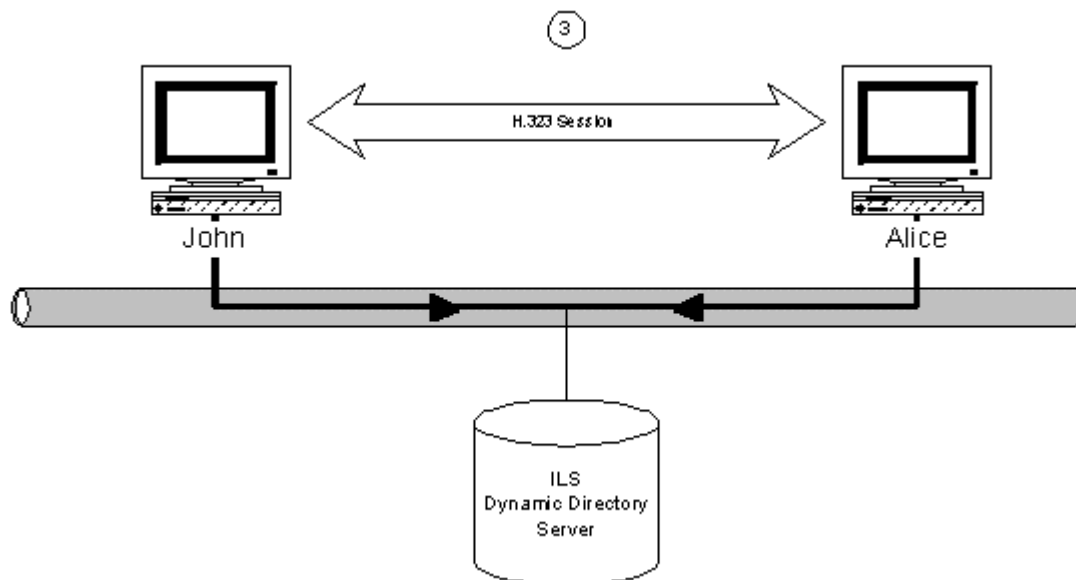 3
H.323 Session
John
Alice
ILS
Dynamic Directory
Server